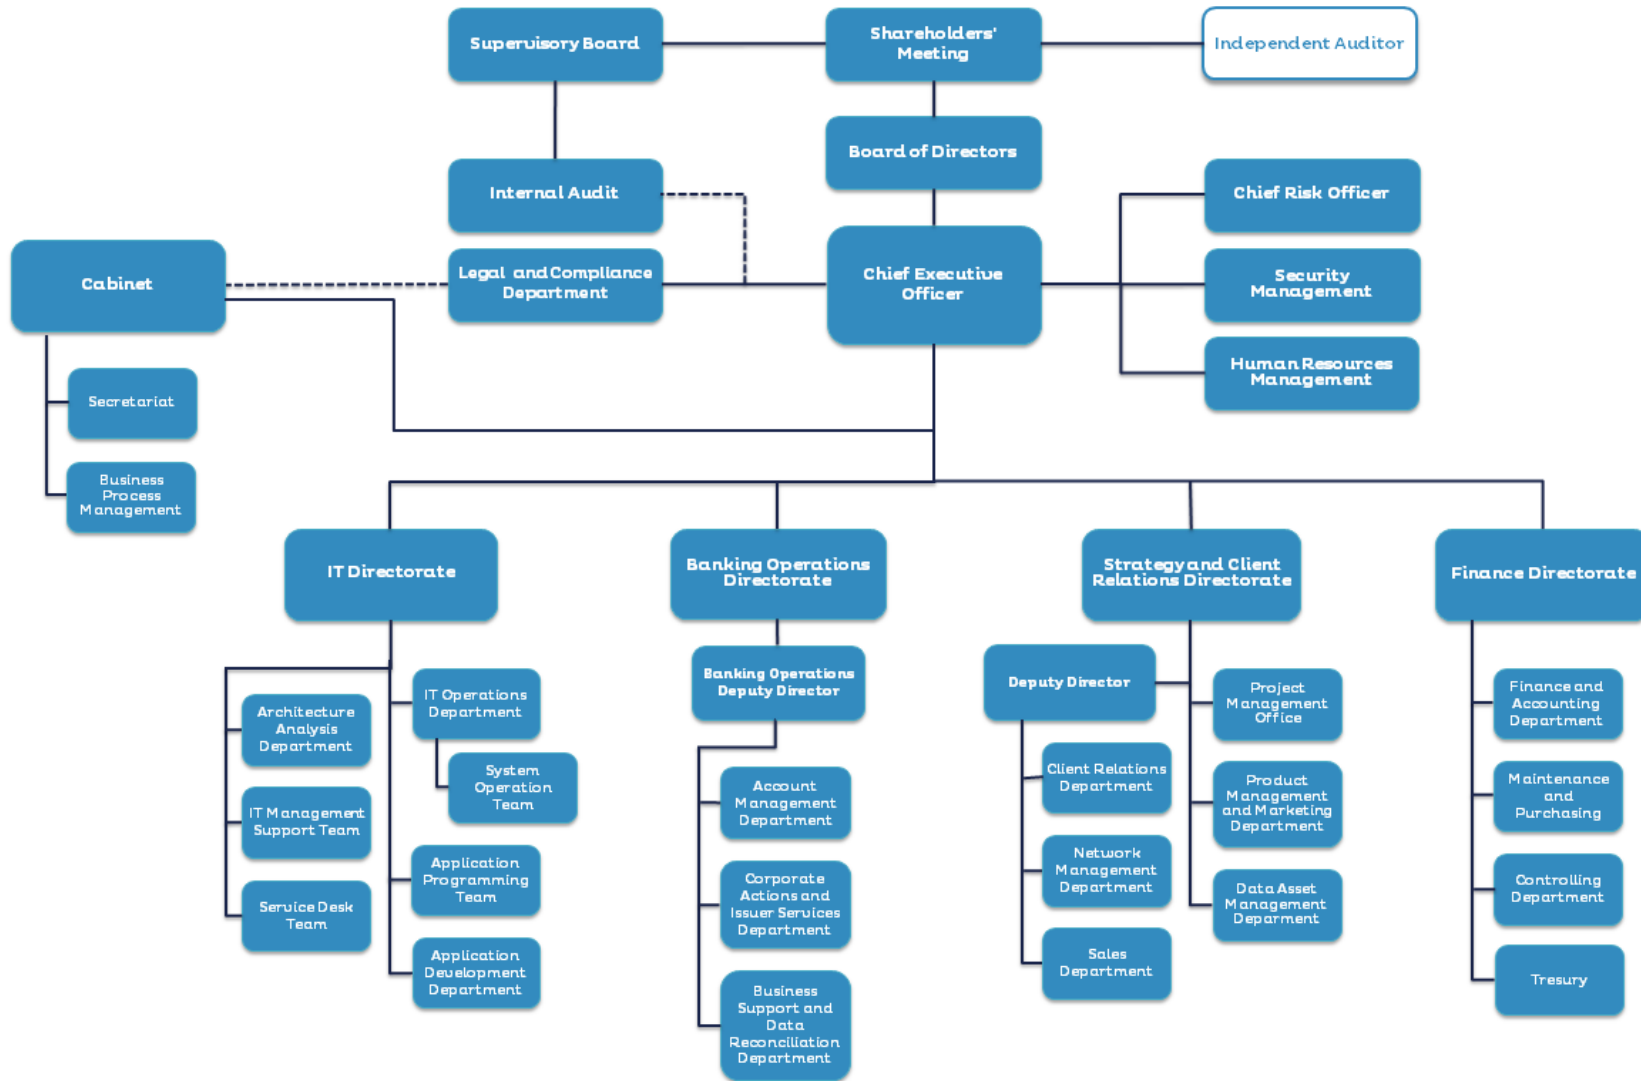 Supervisory Board
Shareholders'
Meeting
Independent Auditor
Board of Directors
Internal Audit
Chief Risk Officer
Cabinet
Legal and Compliance
Department
Chief Executive
Officer
Security
Management
Human Resources
Management
Secretariat
Business
Process
Management
IT Directorate
Banking Operations
Directorate
Strategy and Client
Relations Directorate
Finance Directorate
Architecture
Analysis
Department
IT Management
Support Team
Service Desk
Team
IT Operations
Department
System
Operation
Team
Application
Programming
Team
Application
Development
Department
Banking Operations
Deputy Director
Account
Management
Department
Corporate
Actions and
Issuer Services
Department
Business
Support and
Data
Reconciliation
Department
Deputy Director
Client Relations
Department
Network
Management
Department
Sales
Department
Project
Management
Office
Product
Management
and Marketing
Department
Data Asset
Management
Deparment
Finance and
Accounting
Department
Maintenance
and
Purchasing
Controlling
Department
Tresury